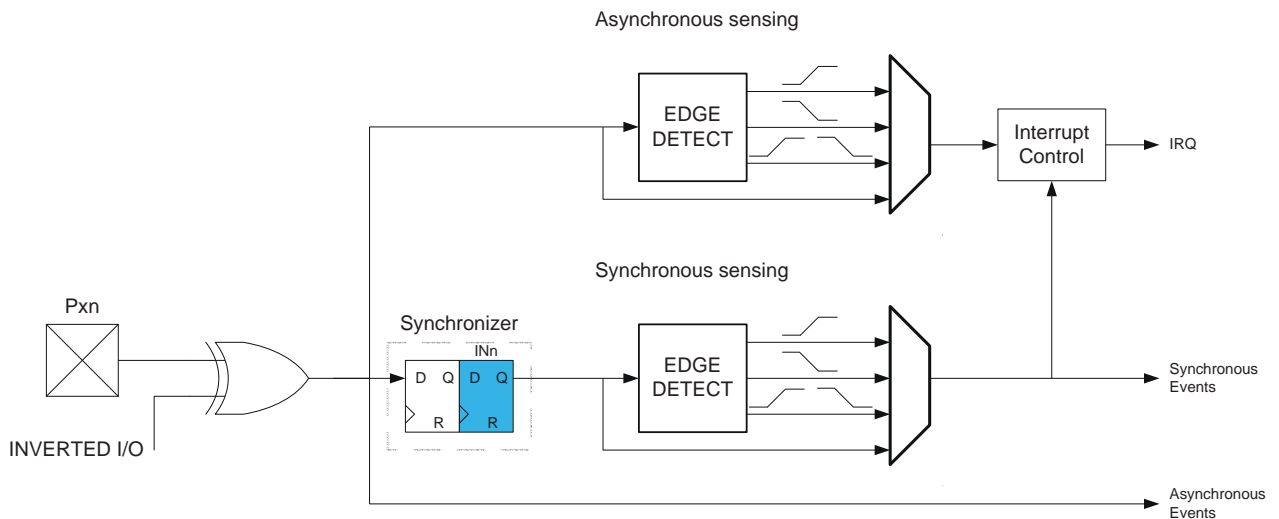 Asynchronous sensing
EDGE
DETECT
Interrupt
Control
IRQ
Synchronous sensing
Pxn
Synchronizer
INn
D Q D Q
R R
EDGE
DETECT
Synchronous
Events
INVERTED I/O
Asynchronous
Events